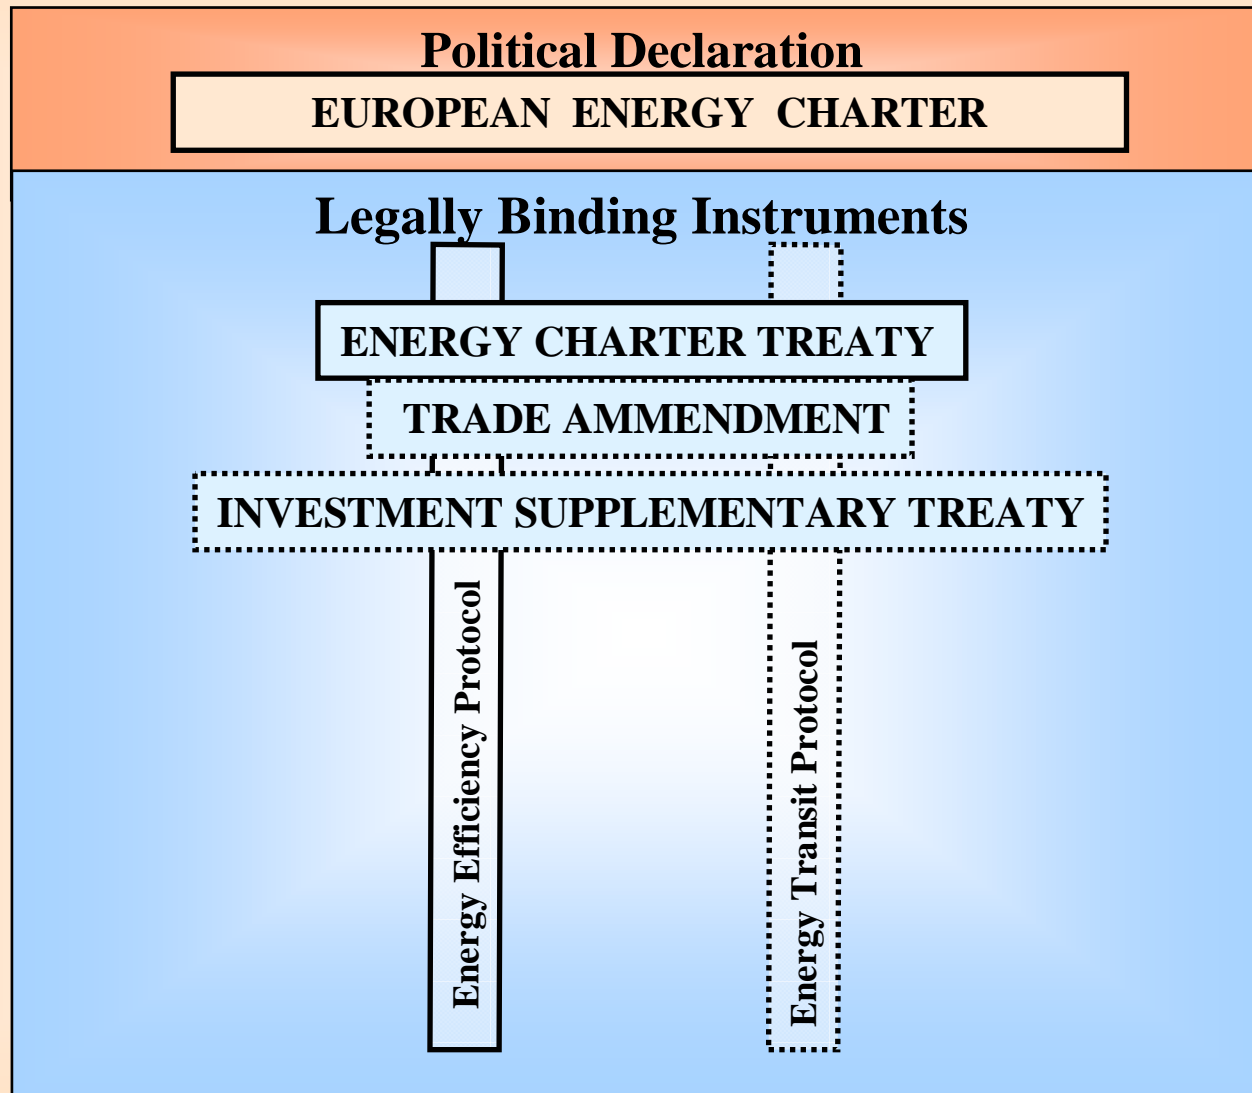 Political Declaration
EUROPEAN ENERGY CHARTER
Legally Binding Instruments
ENERGY CHARTER TREATY
TRADE AMMENDMENT
INVESTMENT SUPPLEMENTARY TREATY
Energy Efficiency Protocol
Energy Transit Protocol